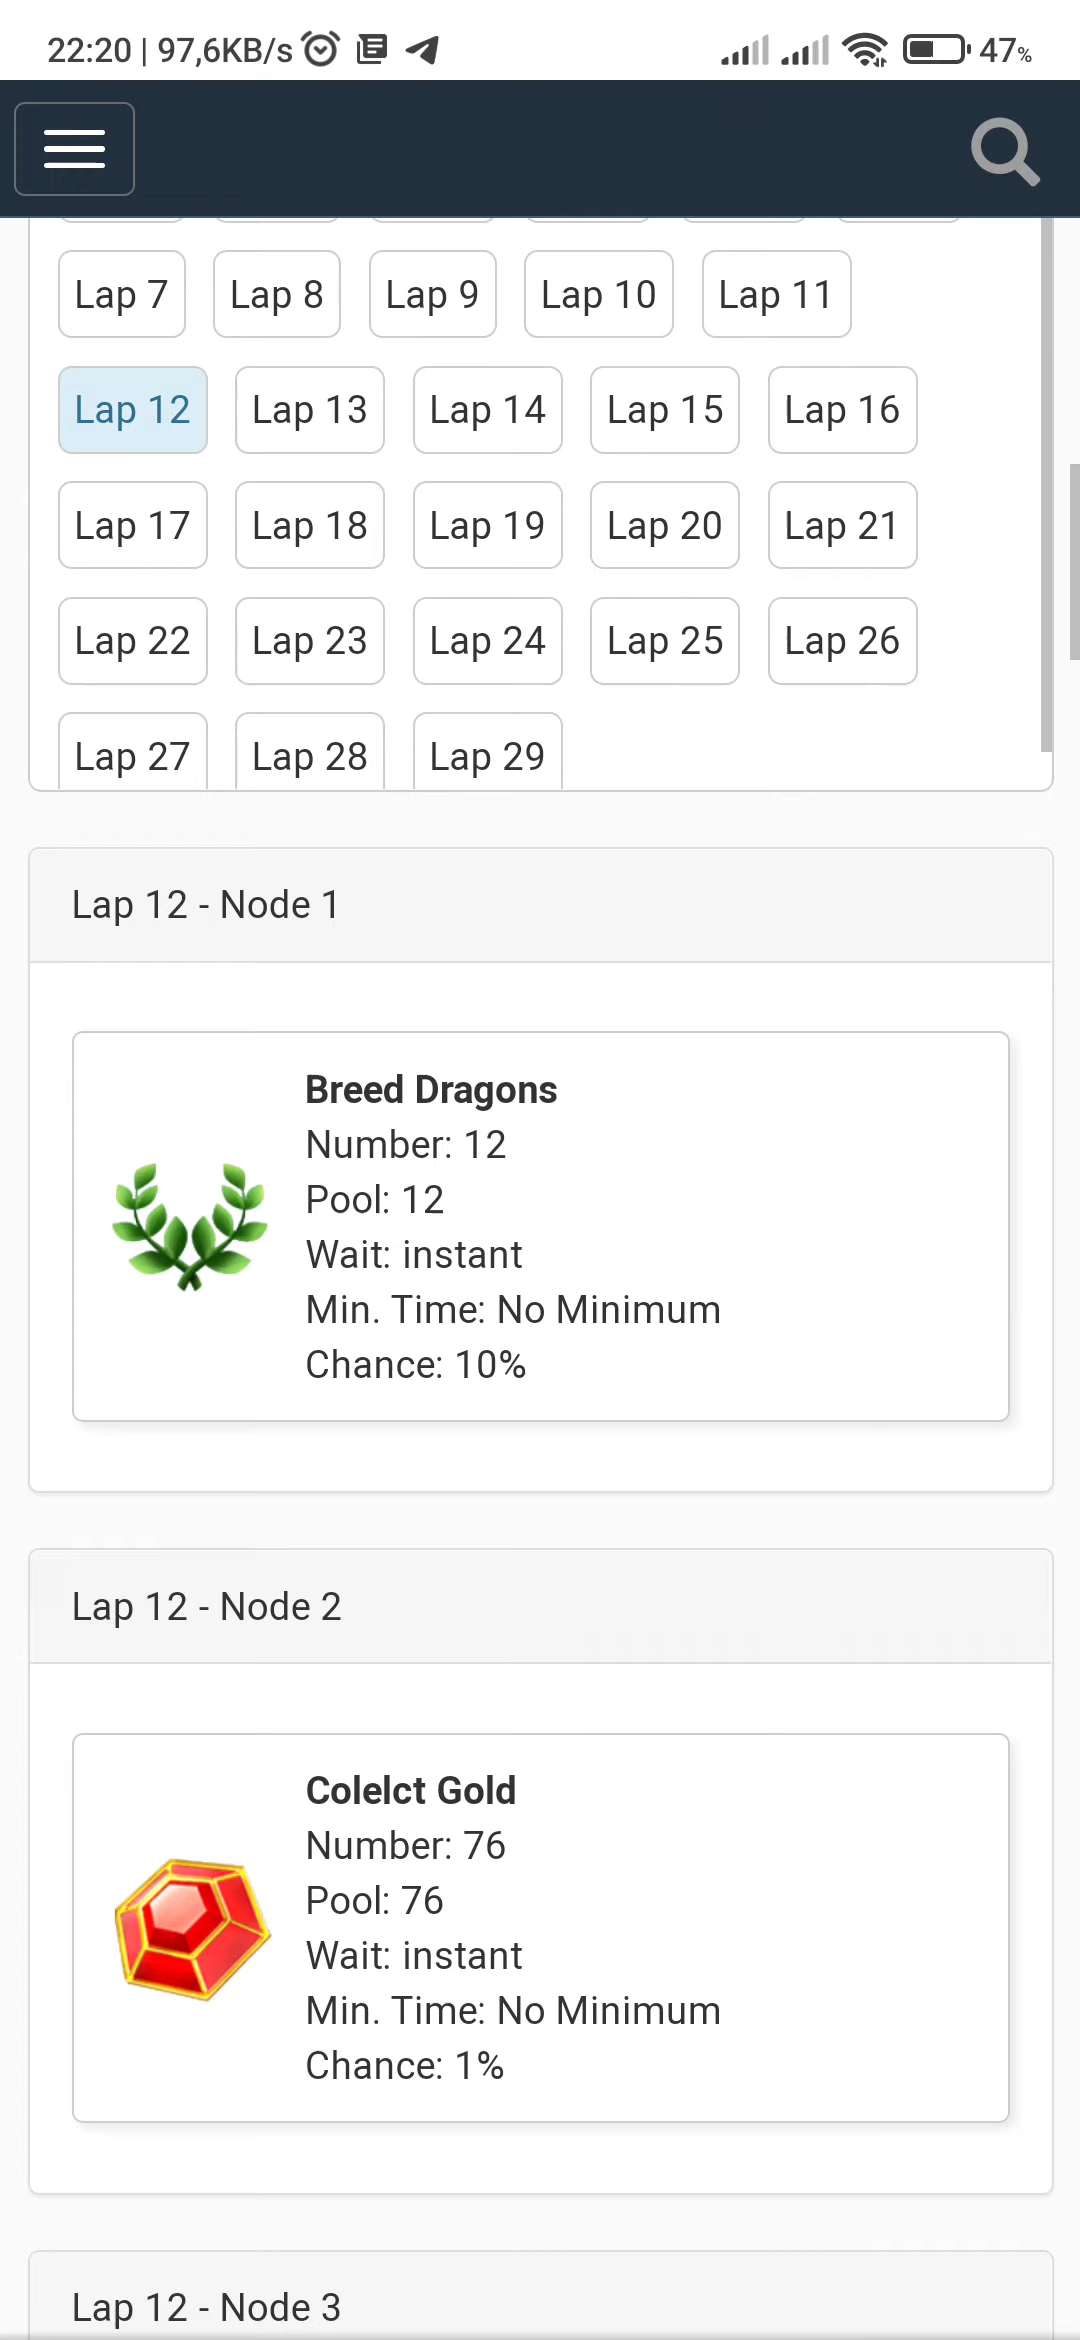 22:20 | 97,6KB/s 47%
Lap 7 Lap 8 Lap 9 Lap 10 Lap 11
Lap 12 Lap 13 Lap 14 Lap 15 Lap 16
Lap 17 Lap 18 Lap 19 Lap 20 Lap 21
Lap 22 Lap 23 Lap 24 Lap 25 Lap 26
Lap 27 Lap 28 Lap 29
Lap 12 - Node 1
Breed Dragons
Number: 12
Pool: 12
Wait: instant
Min. Time: No Minimum
Chance: 10%
Lap 12 - Node 2
Colelct Gold
Number: 76
Pool: 76
Wait: instant
Min. Time: No Minimum
Chance: 1%
Lap 12 - Node 3